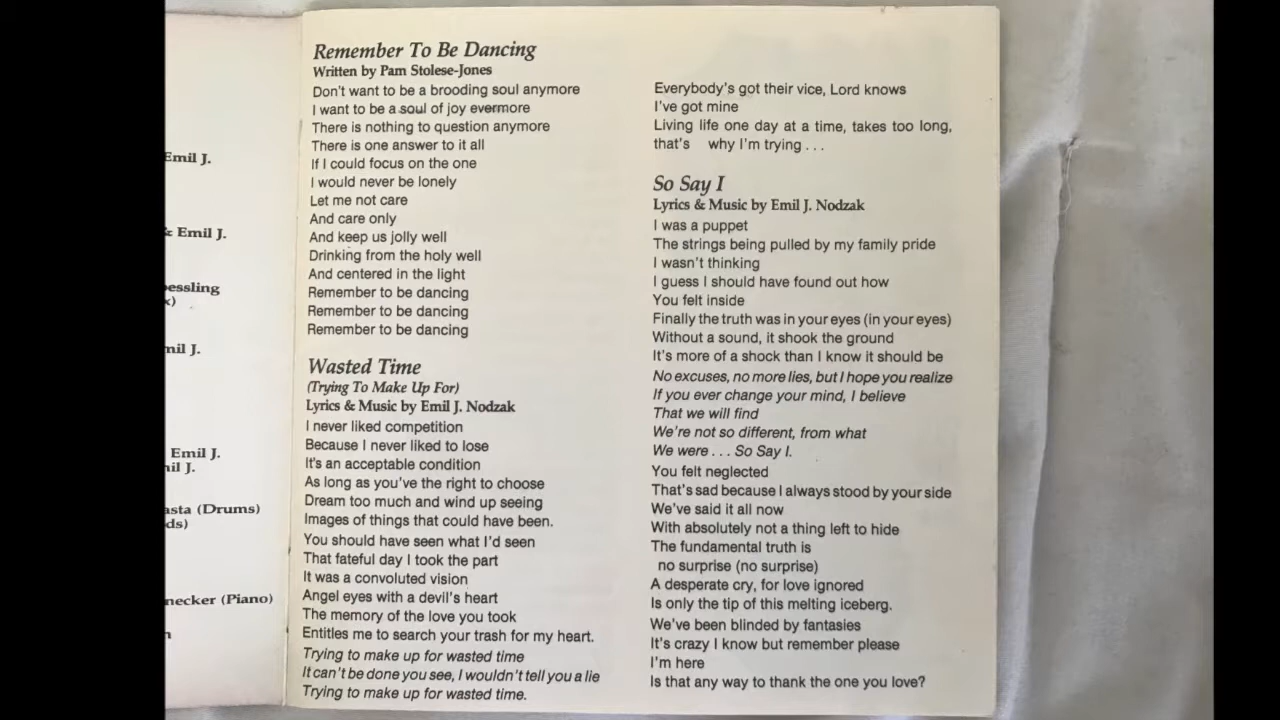 Emil J.
& Emil J.
essling
x)
nil J.
Emil J.
nil J.
asta (Drums)
ds)
necker (Piano)
n
Remember To Be Dancing
Written by Pam Stolese-Jones
Don't want to be a brooding soul anymore
I want to be a soul of joy evermore
There is nothing to question anymore
There is one answer to it all
If I could focus on the one
I would never be lonely
Let me not care
And care only
And keep us jolly well
Drinking from the holy well
And centered in the light
Remember to be dancing
Remember to be dancing
Remember to be dancing
Wasted Time
(Trying To Make Up For)
Lyrics & Music by Emil J. Nodzak
I never liked competition
Because I never liked to lose
It's an acceptable condition
As long as you've the right to choose
Dream too much and wind up seeing
Images of things that could have been.
You should have seen what I'd seen
That fateful day I took the part
It was a convoluted vision
Angel eyes with a devil's heart
The memory of the love you took
Entitles me to search your trash for my heart.
Trying to make up for wasted time
It can't be done you see, I wouldn't tell you a lie
Trying to make up for wasted time.
Everybody's got their vice, Lord knows
I've got mine
Living life one day at a time, takes too long,
that's why I'm trying . . .
So Say I
Lyrics & Music by Emil J. Nodzak
I was a puppet
The strings being pulled by my family pride
I wasn't thinking
I guess I should have found out how
You felt inside
Finally the truth was in your eyes (in your eyes)
Without a sound, it shook the ground
It's more of a shock than I know it should be
No excuses, no more lies, but I hope you realize
If you ever change your mind, I believe
That we will find
We're not so different, from what
We were . . . So Say I.
You felt neglected
That's sad because I always stood by your side
We've said it all now
With absolutely not a thing left to hide
The fundamental truth is
no surprise (no surprise)
A desperate cry, for love ignored
Is only the tip of this melting iceberg.
We've been blinded by fantasies
It's crazy I know but remember please
I'm here
Is that any way to thank the one you love?